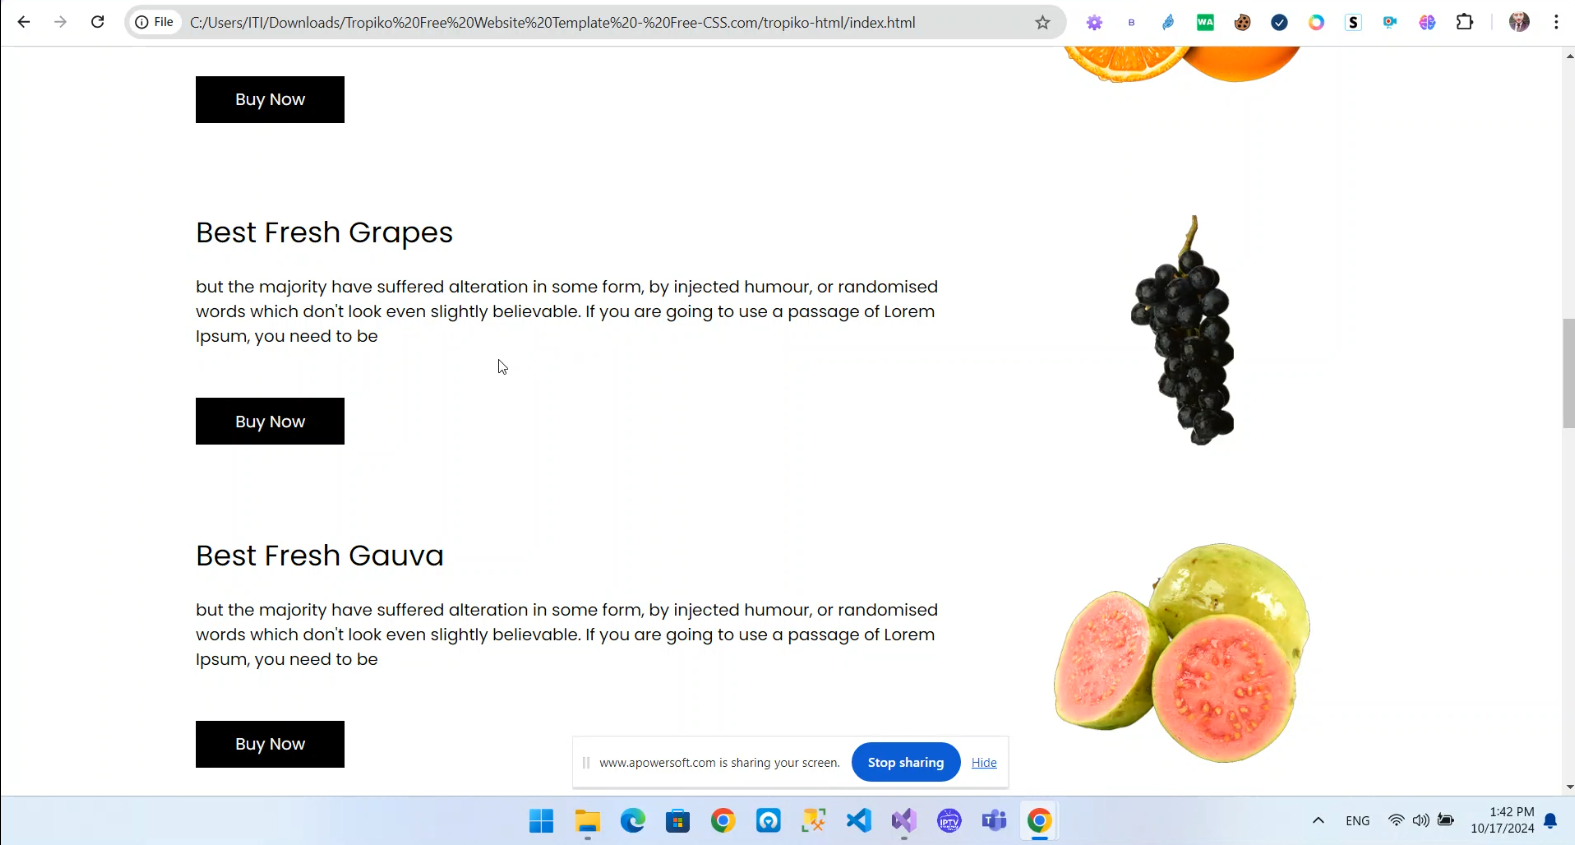 File
C:/Users/ITI/Downloads/Tropiko%20Free%20Website%20Template%20-%20Free-CSS.com/tropiko-html/index.html
B
WA
S
Buy Now
Best Fresh Grapes
but the majority have suffered alteration in some form, by injected humour, or randomised
words which don't look even slightly believable. If you are going to use a passage of Lorem
Ipsum, you need to be
Buy Now
Best Fresh Gauva
but the majority have suffered alteration in some form, by injected humour, or randomised
words which don't look even slightly believable. If you are going to use a passage of Lorem
Ipsum, you need to be
Buy Now
www.apowersoft.com is sharing your screen.
Stop sharing
Hide
IPTV
ENG
1:42 PM
10/17/2024